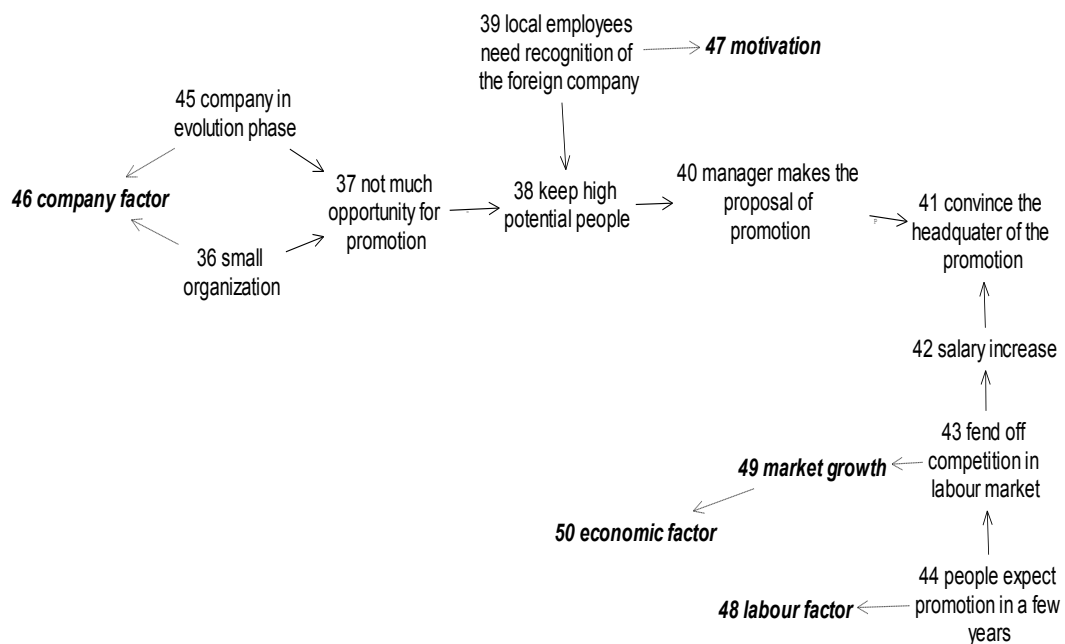 39 local employees
need recognition of
the foreign company
47 motivation
45 company in
evolution phase
46 company factor
37 not much
opportunity for
promotion
38 keep high
potential people
40 manager makes the
proposal of
promotion
41 convince the
headquater of the
promotion
36 small
organization
42 salary increase
43 fend off
competition in
labour market
49 market growth
50 economic factor
44 people expect
promotion in a few
years
48 labour factor